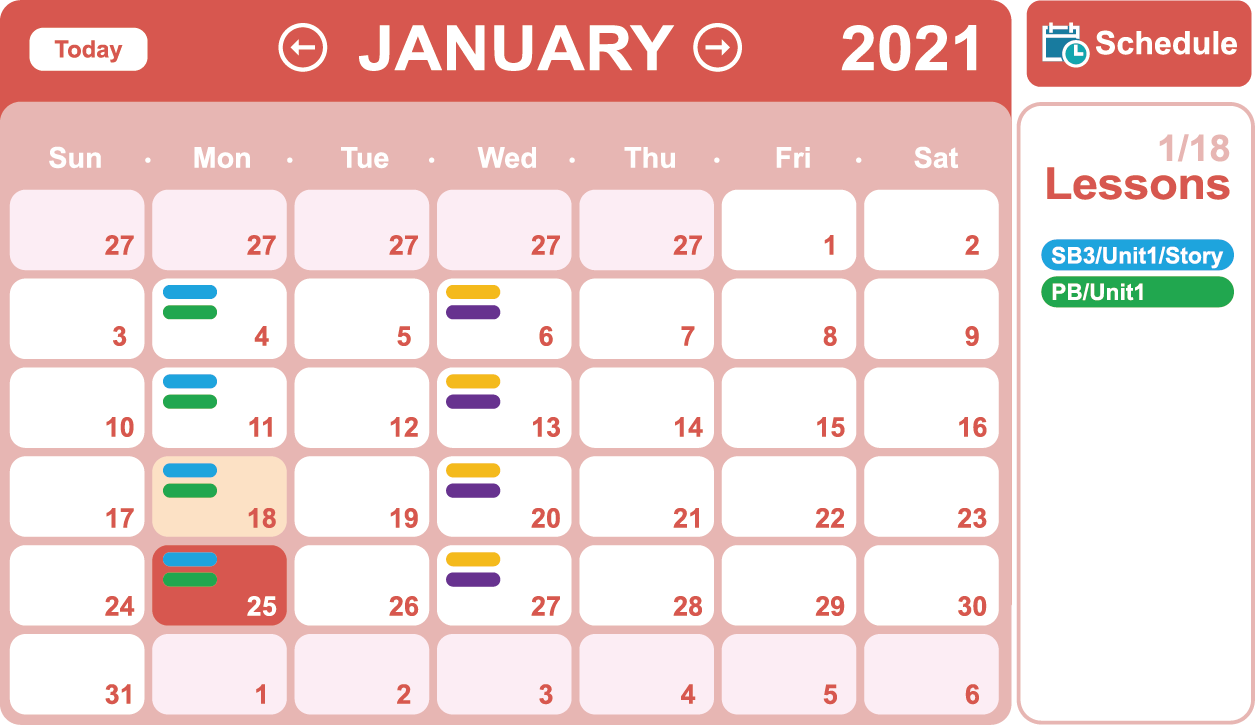 Today JANUARY 2021
Schedule
Sun Mon Tue Wed Thu Fri Sat
27 27 27 27 27 1 2
3 4 5 6 7 8 9
10 11 12 13 14 15 16
17 18 19 20 21 22 23
24 25 26 27 28 29 30
31 1 2 3 4 5 6
1/18
Lessons
SB3/Unit1/Story
PB/Unit1